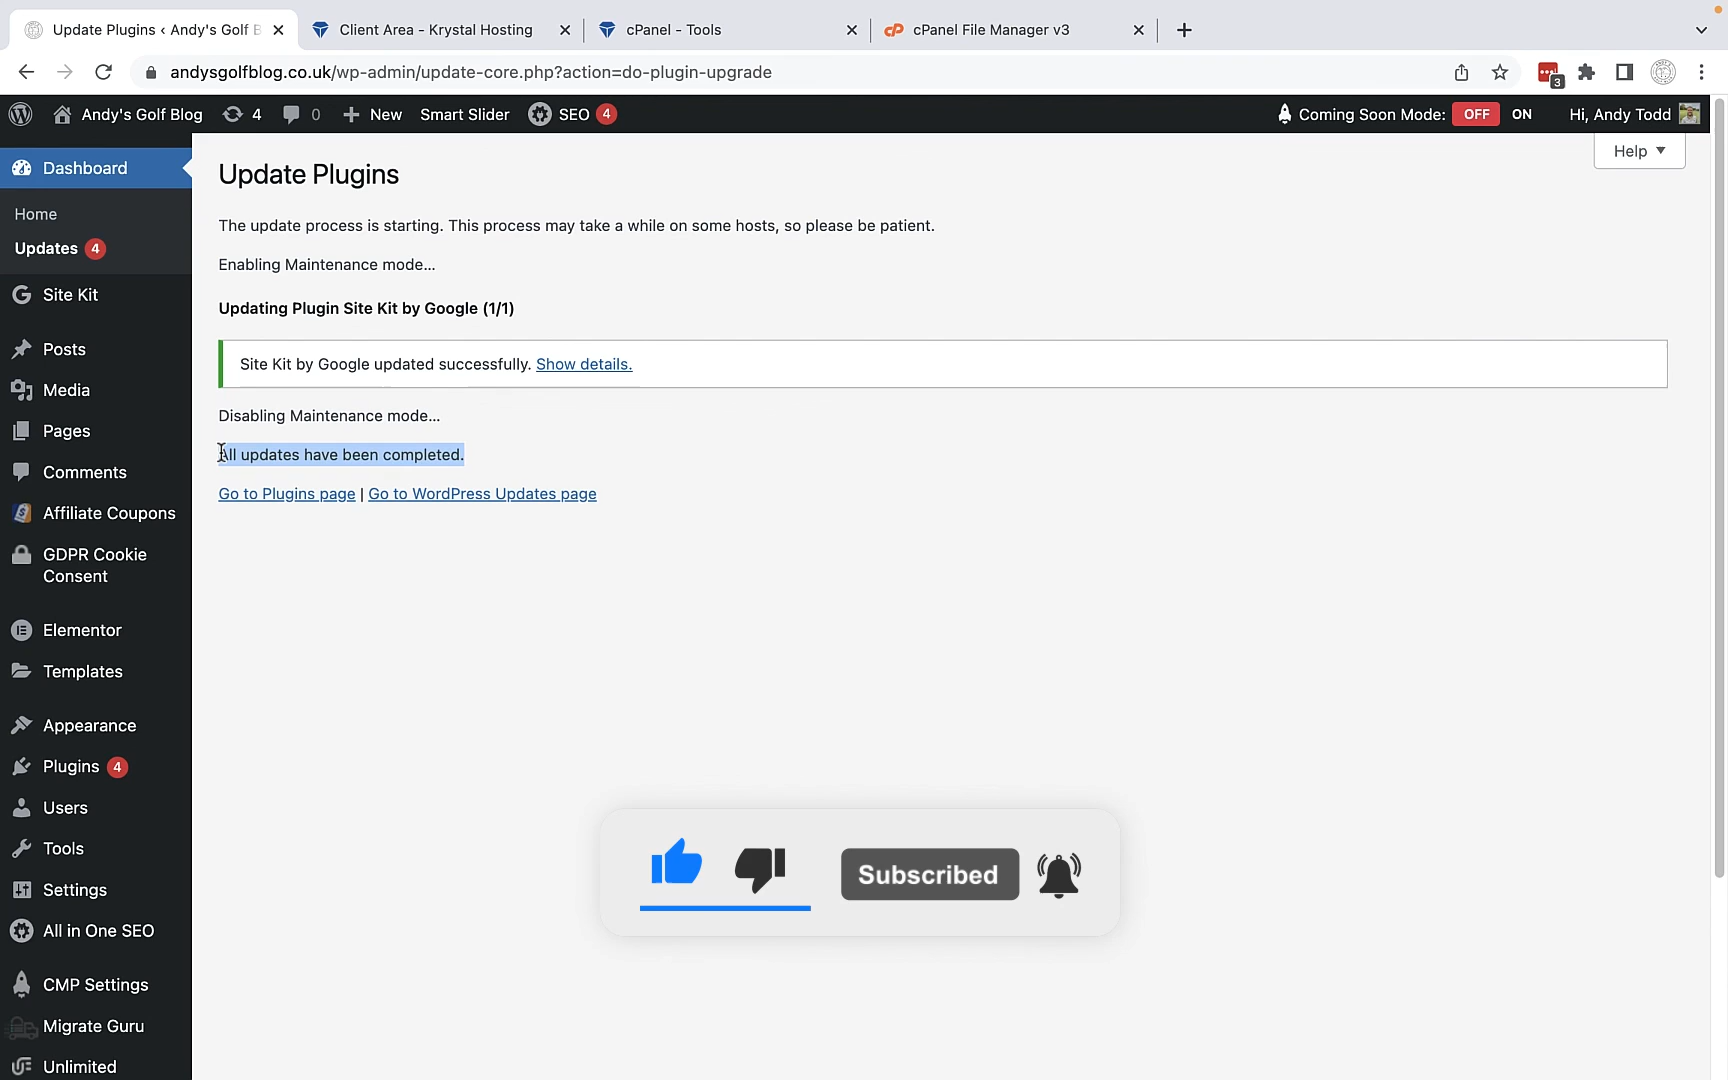 Update Plugins ‹ Andy's Golf B
Client Area - Krystal Hosting
cPanel - Tools
cPanel File Manager v3
andysgolfblog.co.uk/wp-admin/update-core.php?action=do-plugin-upgrade
3
Andy's Golf Blog
4
0
New
Smart Slider
SEO 4
Coming Soon Mode: OFF ON
Hi, Andy Todd
Dashboard
Home
Updates 4
Site Kit
Posts
Media
Pages
Comments
Affiliate Coupons
GDPR Cookie
Consent
Elementor
Templates
Appearance
Plugins 4
Users
Tools
Settings
All in One SEO
CMP Settings
Migrate Guru
Unlimited
Help
Update Plugins
The update process is starting. This process may take a while on some hosts, so please be patient.
Enabling Maintenance mode…
Updating Plugin Site Kit by Google (1/1)
Site Kit by Google updated successfully. Show details.
Disabling Maintenance mode…
All updates have been completed.
Go to Plugins page | Go to WordPress Updates page
Subscribed